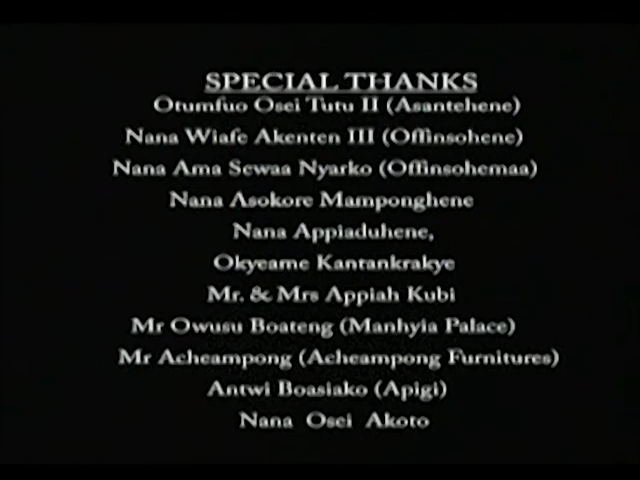 SPECIAL THANKS
Otumfuo Osei Tutu II (Asantehene)
Nana Wiafe Akenten III (Offinsohene)
Nana Ama Sewaa Nyarko (Offinsohemaa)
Nana Asokore Mamponghene
Nana Appiaduhene,
Okyeame Kantankrakye
Mr. & Mrs Appiah Kubi
Mr Owusu Boateng (Manhyia Palace)
Mr Acheampong (Acheampong Furnitures)
Antwi Boasiako (Apigi)
Nana Osei Akoto